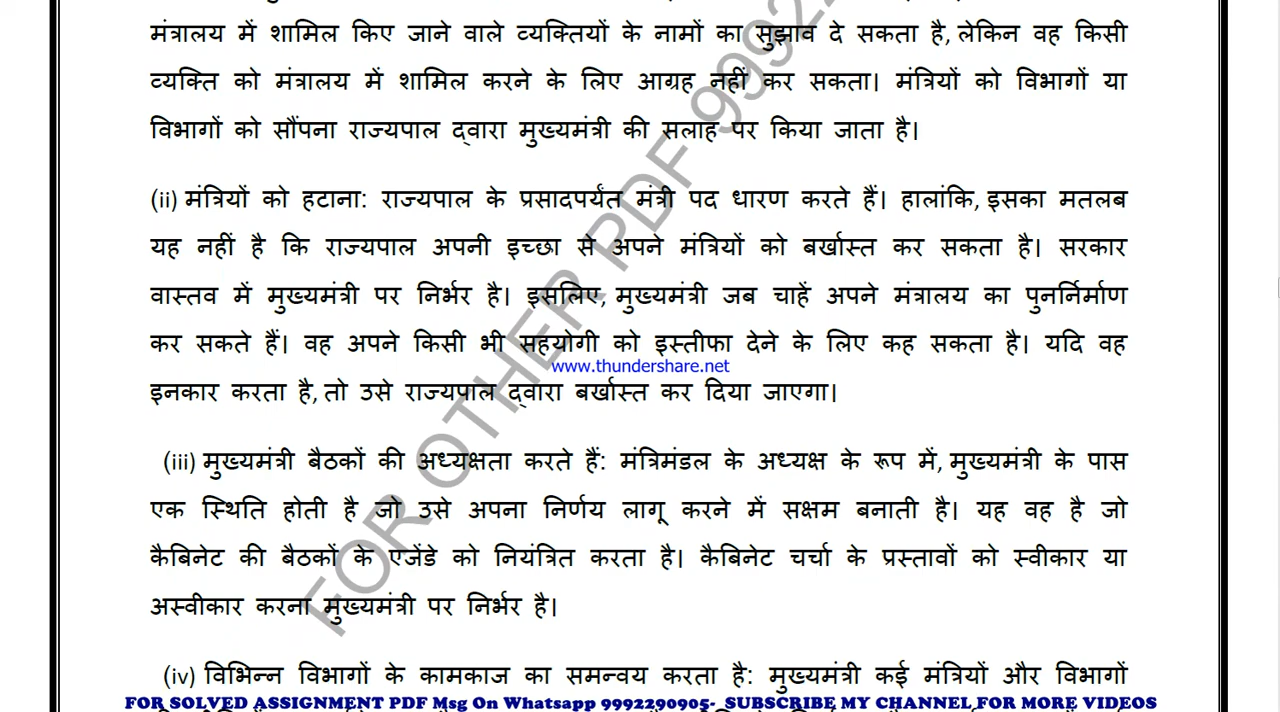 मंत्रालय में शामिल किए जाने वाले व्यक्तियों के नामों का सुझाव दे सकता है, लेकिन वह किसी
व्यक्ति को मंत्रालय में शामिल करने के लिए आग्रह नहीं कर सकता। मंत्रियों को विभागों या
विभागों को सौंपना राज्यपाल द्वारा मुख्यमंत्री की सलाह पर किया जाता है।
(ii) मंत्रियों को हटाना: राज्यपाल के प्रसादपर्यंत मंत्री पद धारण करते हैं। हालांकि, इसका मतलब
यह नहीं है कि राज्यपाल अपनी इच्छा से अपने मंत्रियों को बर्खास्त कर सकता है। सरकार
वास्तव में मुख्यमंत्री पर निर्भर है। इसलिए, मुख्यमंत्री जब चाहें अपने मंत्रालय का पुनर्निर्माण
कर सकते हैं। वह अपने किसी भी सहयोगी को इस्तीफा देने के लिए कह सकता है। यदि वह
www.thundershare.net
इनकार करता है, तो उसे राज्यपाल द्वारा बर्खास्त कर दिया जाएगा।
(iii) मुख्यमंत्री बैठकों की अध्यक्षता करते हैं: मंत्रिमंडल के अध्यक्ष के रूप में, मुख्यमंत्री के पास
एक स्थिति होती है जो उसे अपना निर्णय लागू करने में सक्षम बनाती है। यह वह है जो
कैबिनेट की बैठकों के एजेंडे को नियंत्रित करता है। कैबिनेट चर्चा के प्रस्तावों को स्वीकार या
अस्वीकार करना मुख्यमंत्री पर निर्भर है।
(iv) विभिन्न विभागों के कामकाज का समन्वय करता है: मुख्यमंत्री कई मंत्रियों और विभागों
FOR SOLVED ASSIGNMENT PDF Msg On Whatsapp 9992290905- SUBSCRIBE MY CHANNEL FOR MORE VIDEOS
FOR OTHER PDF 9992